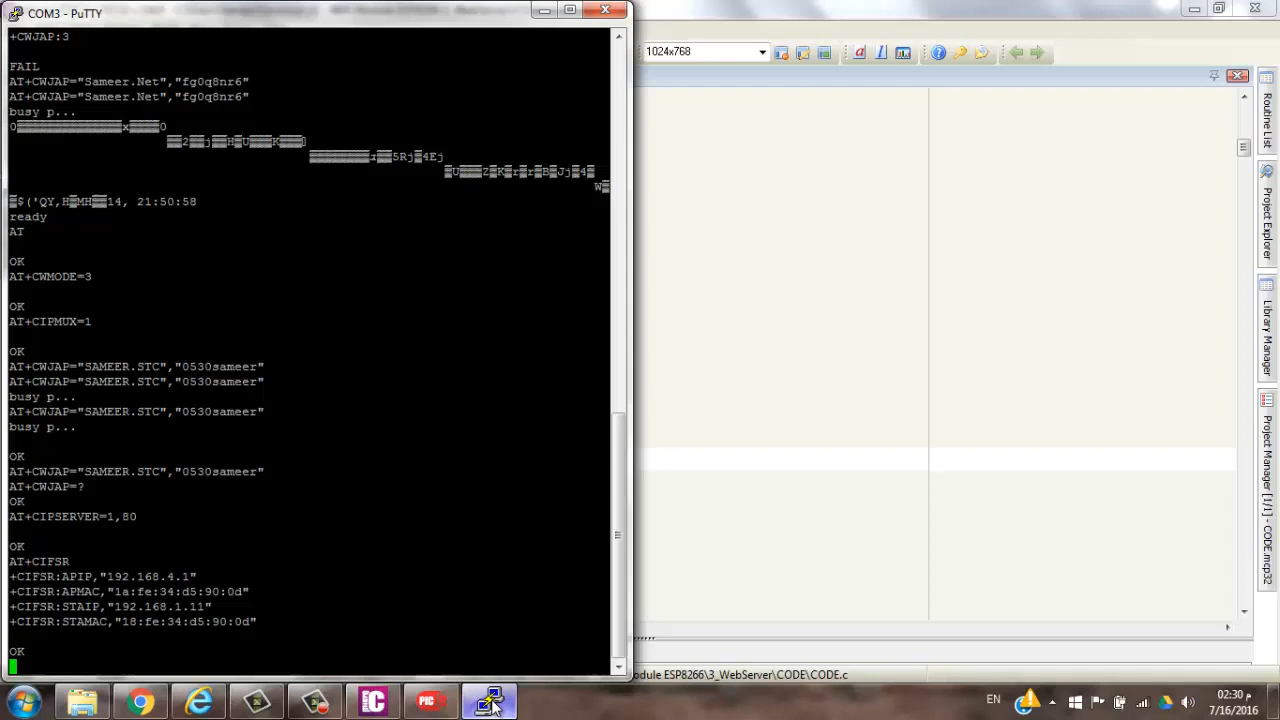 COM3 - PuTTY
+CWJAP:3
FAIL
AT+CWJAP="Sameer.Net","fg0q8nr6"
AT+CWJAP="Sameer.Net","fg0q8nr6"
busy p...
ready
AT
OK
AT+CWMODE=3
OK
AT+CIPMUX=1
OK
AT+CWJAP="SAMEER.STC","0530sameer"
AT+CWJAP="SAMEER.STC","0530sameer"
busy p...
AT+CWJAP="SAMEER.STC","0530sameer"
busy p...
OK
AT+CWJAP="SAMEER.STC","0530sameer"
AT+CWJAP=?
OK
AT+CIPSERVER=1,80
OK
AT+CIFSR
+CIFSR:APIP,"192.168.4.1"
+CIFSR:APMAC,"1a:fe:34:d5:90:0d"
+CIFSR:STAIP,"192.168.1.11"
+CIFSR:STAMAC,"18:fe:34:d5:90:0d"
OK
1024x768
Routine List
Project Explorer
Library Manager
Project Manager [1/1] - CODE.mcp32
odule ESP8266\3_WebServer\CODE\CODE.c
PIC
EN
02:30 م
7/16/2016